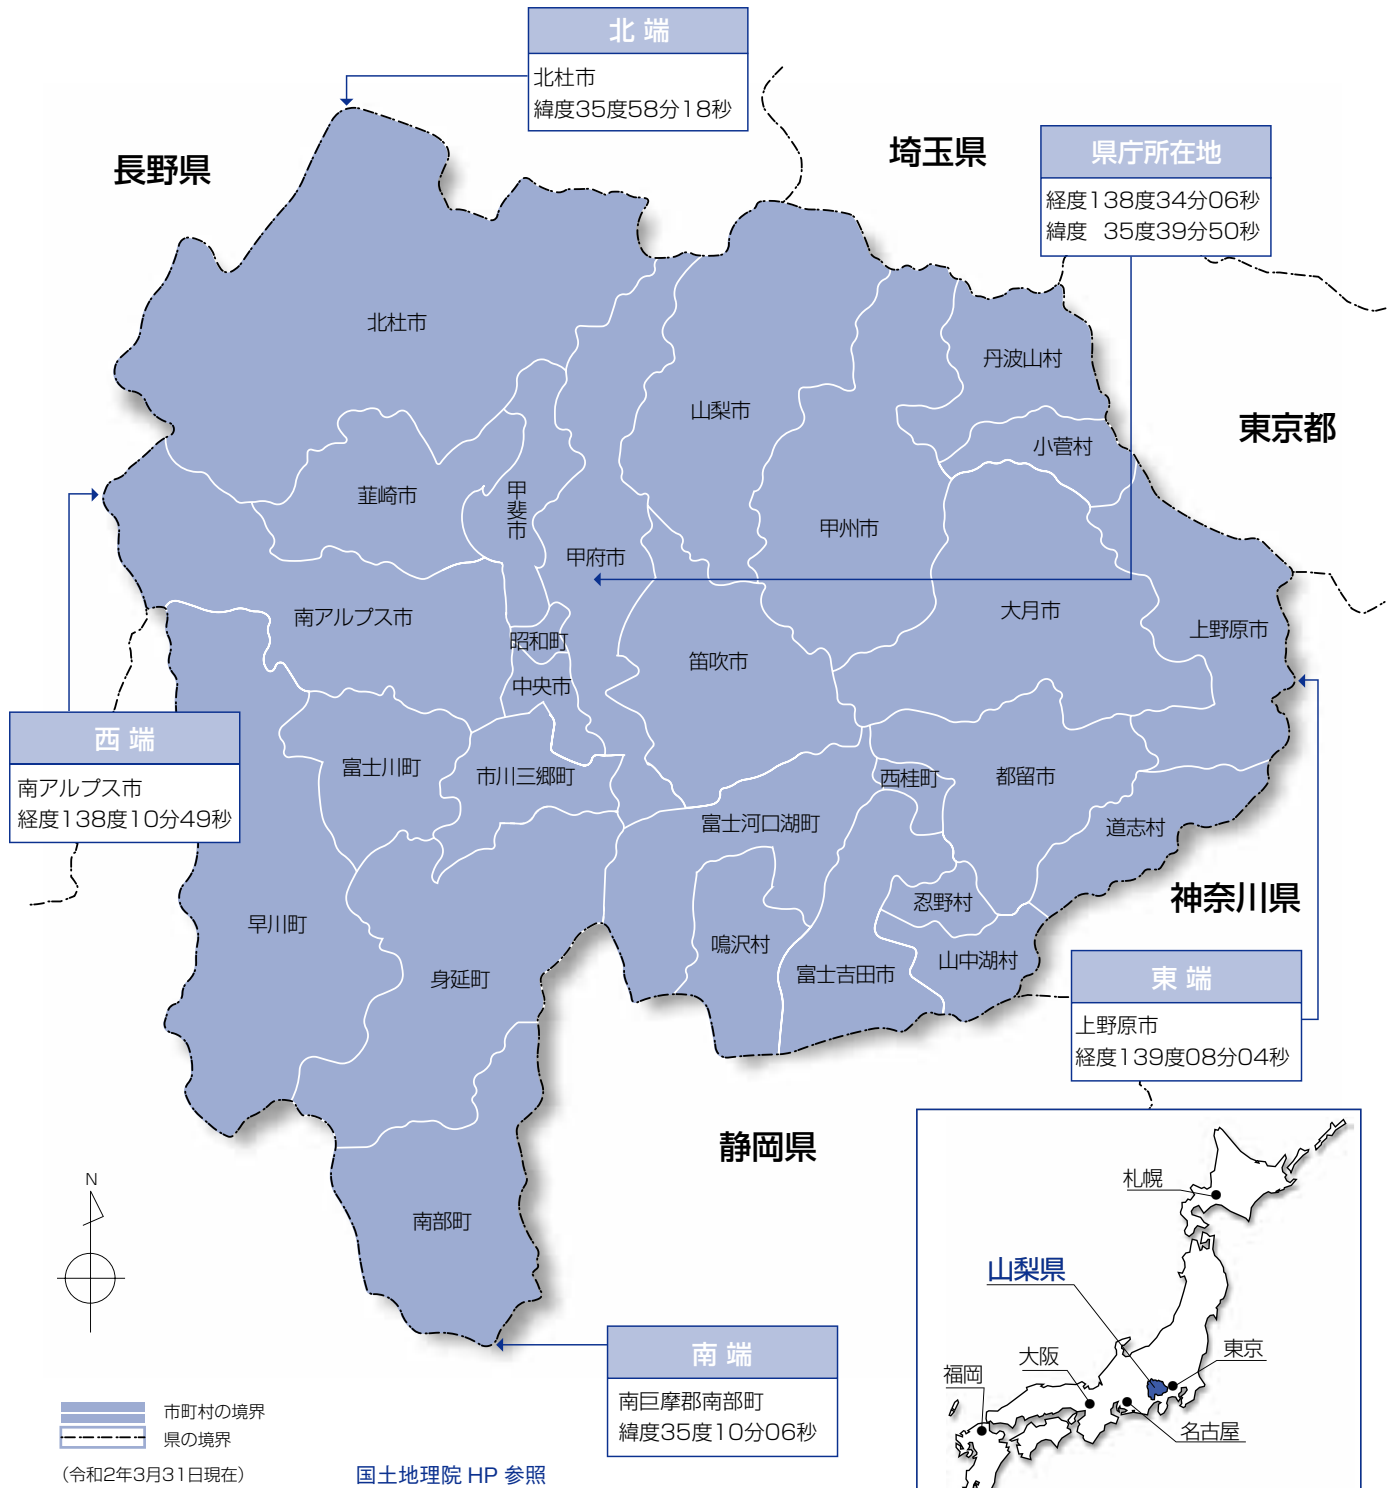 北 端
北杜市
緯度35度58分18秒
長野県
埼玉県
県庁所在地
経度138度34分06秒
緯度 35度39分50秒
北杜市
丹波山村
山梨市
東京都
小菅村
韮崎市
甲斐市
甲州市
甲府市
南アルプス市
大月市
上野原市
昭和町
笛吹市
中央市
西 端
南アルプス市
経度138度10分49秒
富士川町
市川三郷町
西桂町
都留市
富士河口湖町
道志村
神奈川県
忍野村
早川町
鳴沢村
山中湖村
身延町
富士吉田市
東 端
上野原市
経度139度08分04秒
静岡県
N
南部町
札幌
山梨県
東京
大阪
福岡
名古屋
南 端
南巨摩郡南部町
緯度35度10分06秒
市町村の境界
県の境界
(令和2年3月31日現在)
国土地理院 HP 参照